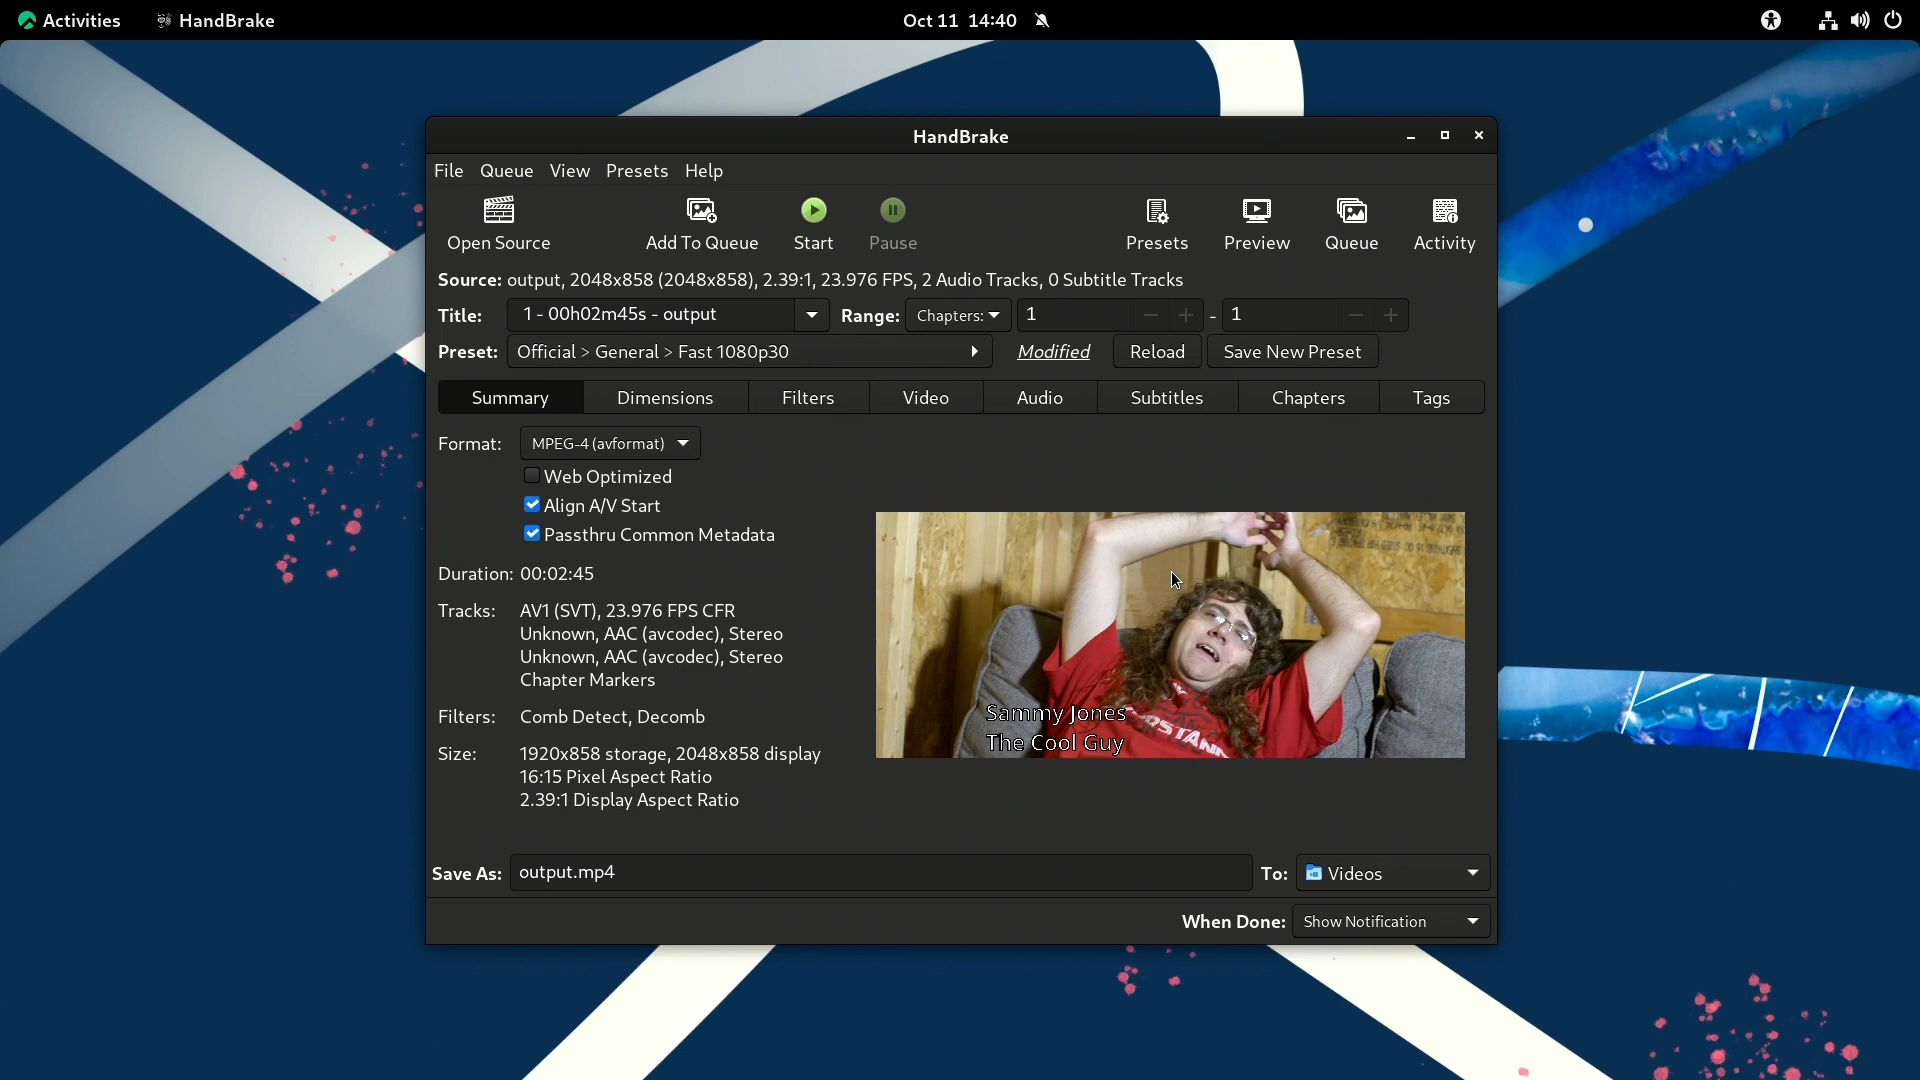 Activities HandBrake Oct 11 14:40
HandBrake
File Queue View Presets Help
Open Source Add To Queue Start Pause Presets Preview Queue Activity
Source: output, 2048x858 (2048x858), 2.39:1, 23.976 FPS, 2 Audio Tracks, 0 Subtitle Tracks
Title: 1 - 00h02m45s - output Range: Chapters: 1 - 1
Preset: Official > General > Fast 1080p30 Modified Reload Save New Preset
Summary Dimensions Filters Video Audio Subtitles Chapters Tags
Format: MPEG-4 (avformat)
Web Optimized
Align A/V Start
Passthru Common Metadata
Duration: 00:02:45
Tracks: AV1 (SVT), 23.976 FPS CFR
Unknown, AAC (avcodec), Stereo
Unknown, AAC (avcodec), Stereo
Chapter Markers
Filters: Comb Detect, Decomb
Size: 1920x858 storage, 2048x858 display
16:15 Pixel Aspect Ratio
2.39:1 Display Aspect Ratio
Sammy Jones
The Cool Guy
Save As: output.mp4 To: Videos
When Done: Show Notification